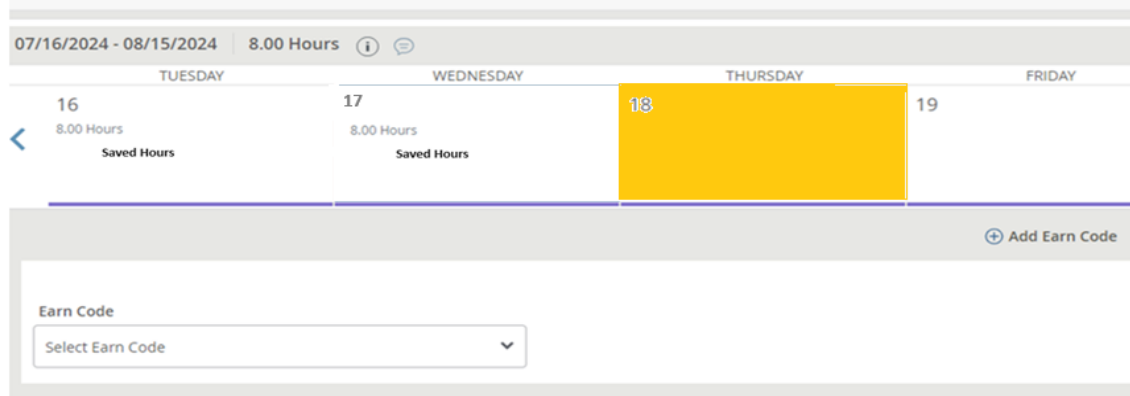 07/16/2024 - 08/15/2024 8.00 Hours
TUESDAY WEDNESDAY THURSDAY FRIDAY
16 17 18 19
8.00 Hours 8.00 Hours
Saved Hours Saved Hours
Add Earn Code
Earn Code
Select Earn Code